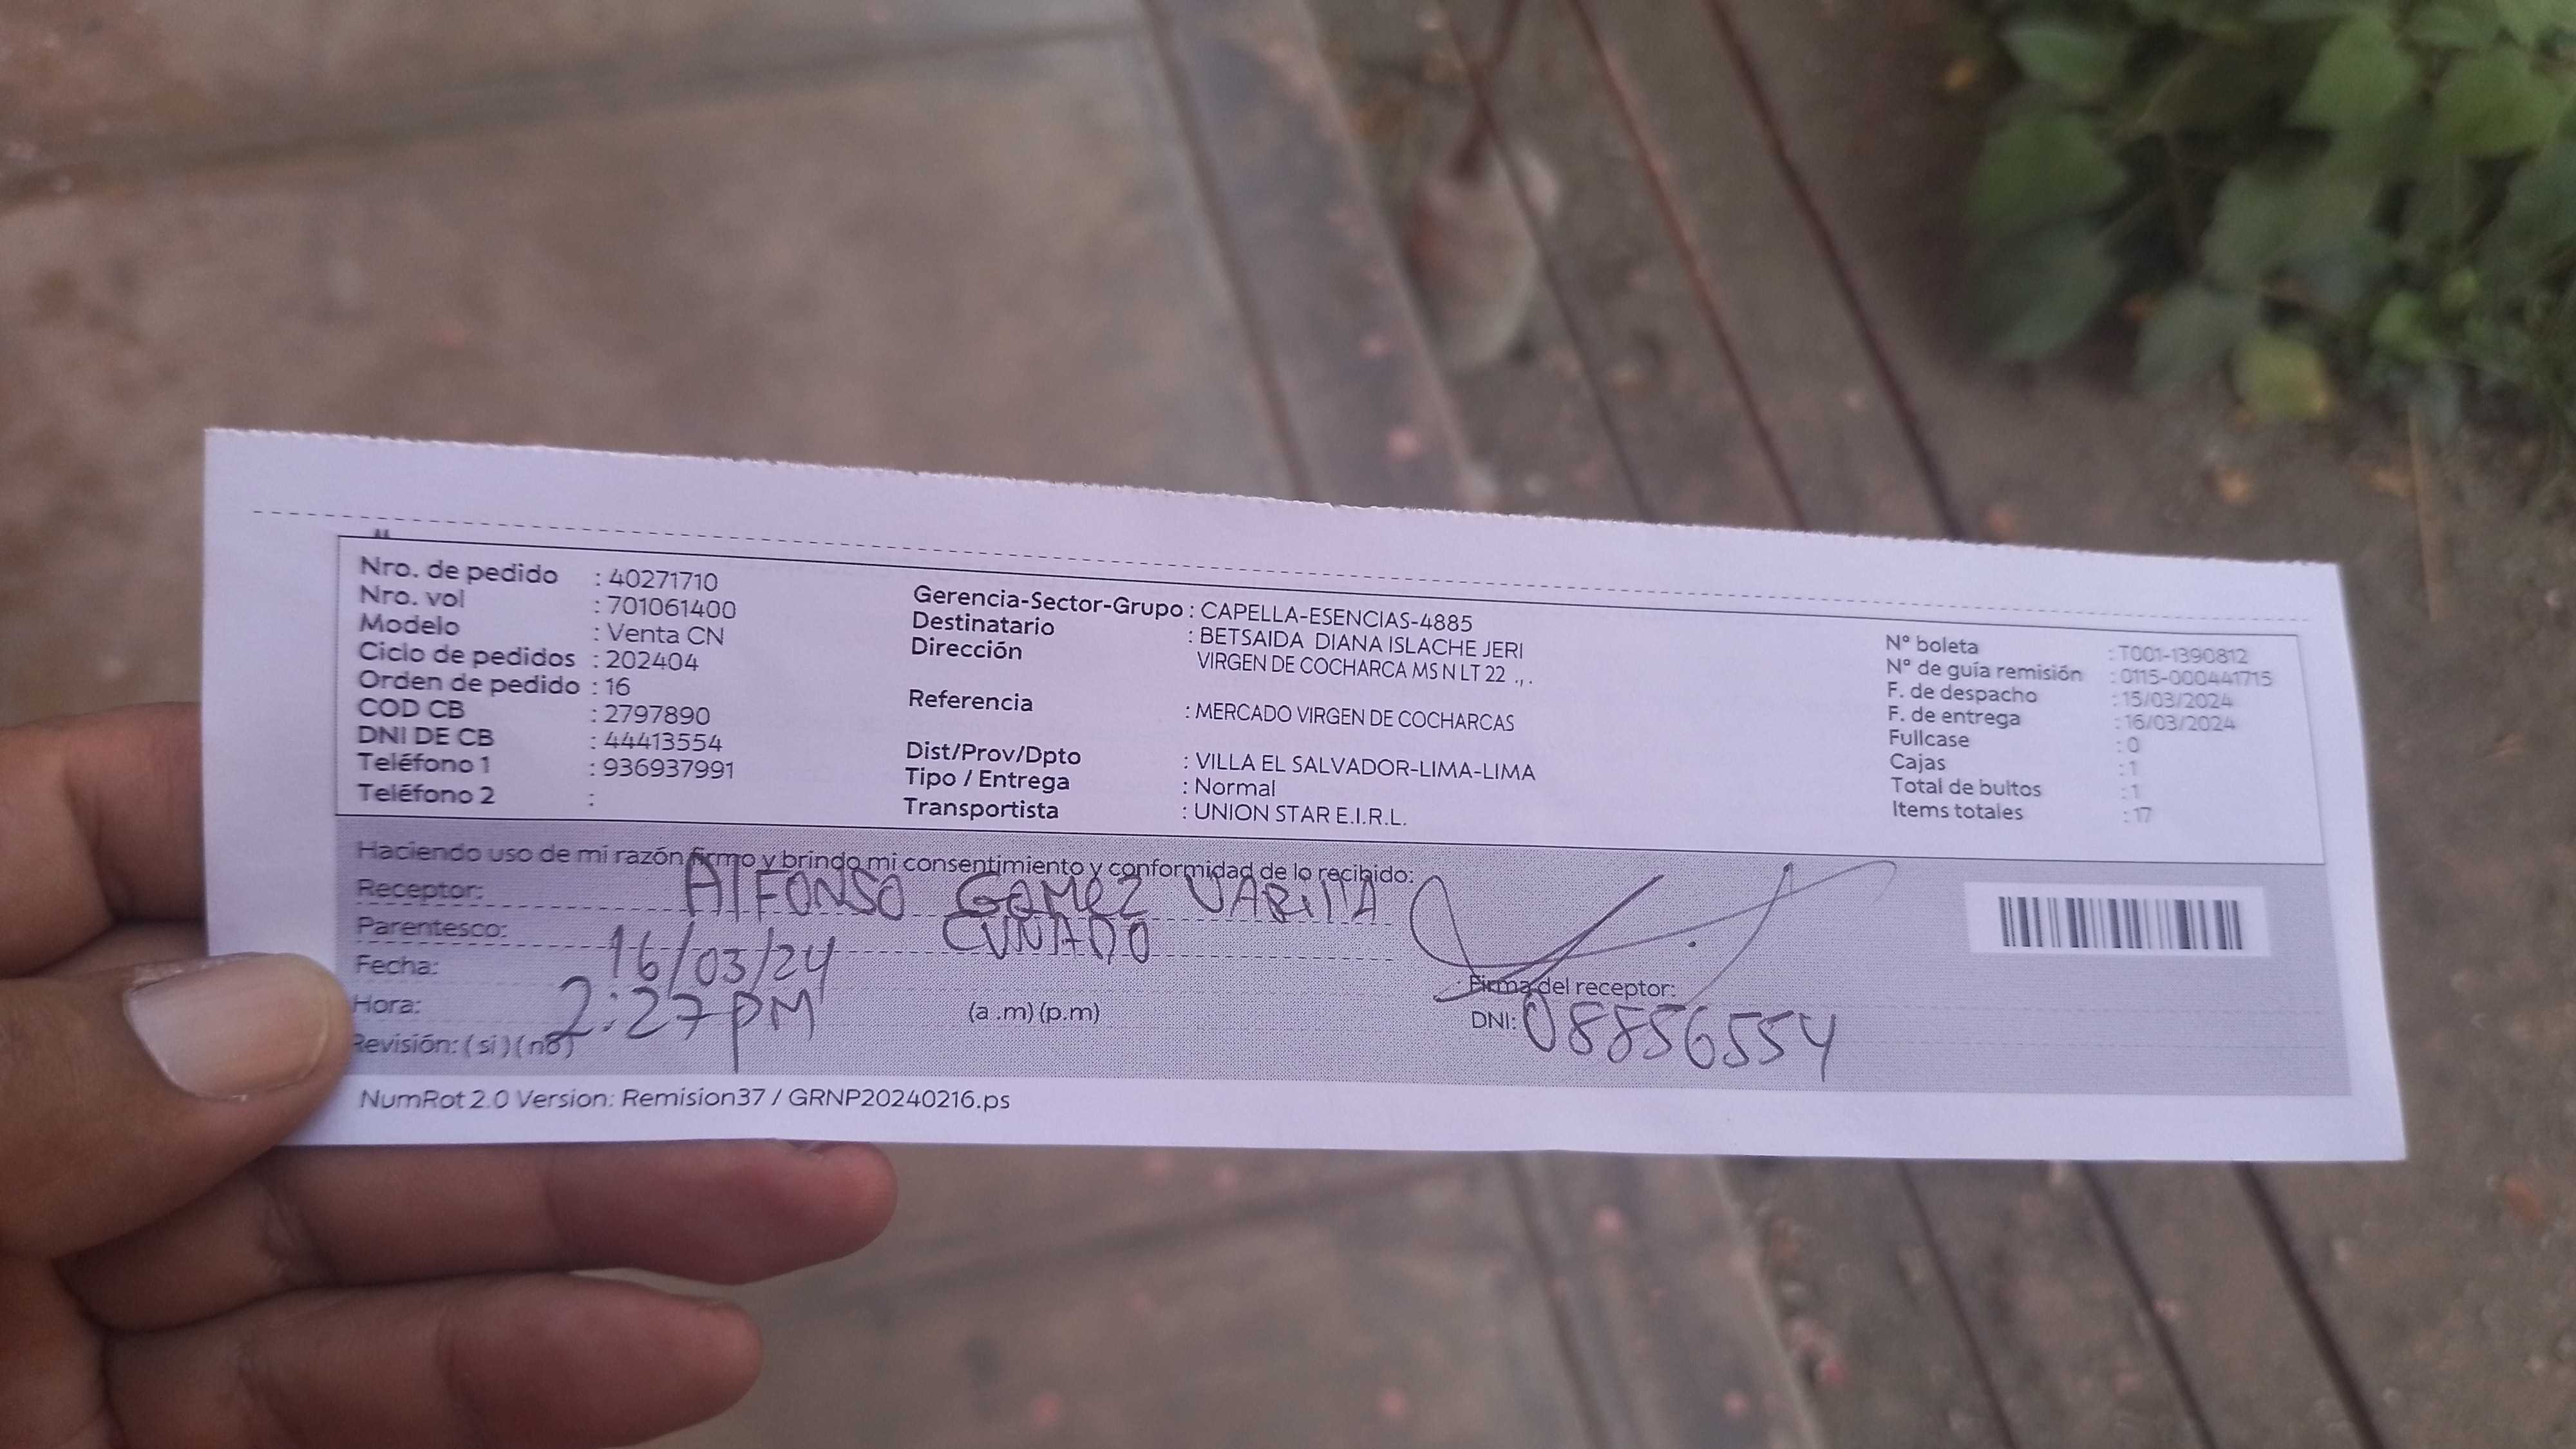 Nro. de pedido : 40271710
Nro. vol : 701061400
Modelo : Venta CN
Ciclo de pedidos : 202404
Orden de pedido : 16
COD CB : 2797890
DNI DE CB : 44413554
Teléfono 1 : 936937991
Teléfono 2 :
Gerencia-Sector-Grupo : CAPELLA-ESENCIAS-4885
Destinatario : BETSAIDA DIANA ISLACHE JERI
Dirección VIRGEN DE COCHARCA MS N LT 22 .,.
Referencia : MERCADO VIRGEN DE COCHARCAS
Dist/Prov/Dpto : VILLA EL SALVADOR-LIMA-LIMA
Tipo / Entrega : Normal
Transportista : UNION STAR E.I.R.L.
N° boleta : T001-1390812
N° de guía remisión : 0115-000441715
F. de despacho : 15/03/2024
F. de entrega : 16/03/2024
Fullcase : 0
Cajas : 1
Total de bultos : 1
Items totales : 17
Haciendo uso de mi razón firmo y brindo mi consentimiento y conformidad de lo recibido:
Receptor: AlFONSO GAMEZ VARillA
Parentesco: CUNADO
Fecha: 16/03/24
Hora: 2:27 PM (a .m) (p.m)
Revisión: ( si ) ( no )
Firma del receptor:
DNI: 08856554
NumRot 2.0 Version: Remision37 / GRNP20240216.ps